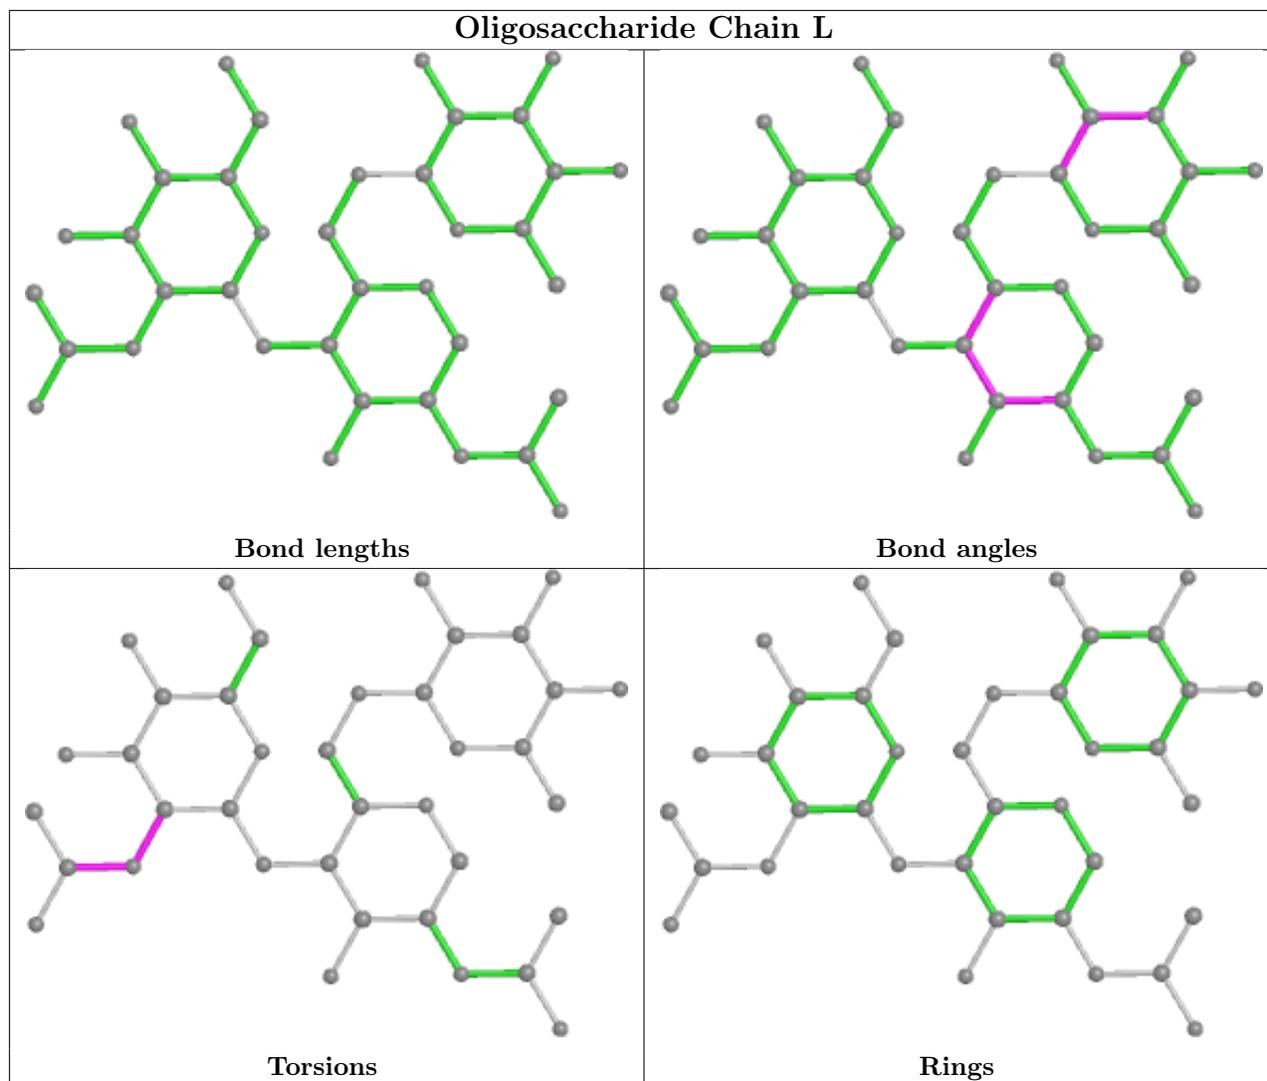 Oligosaccharide Chain L
Bond lengths
Bond angles
Torsions
Rings